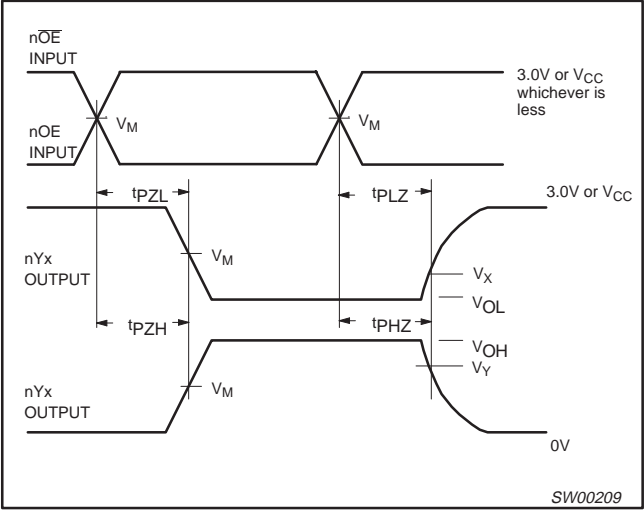 nO̅E̅
INPUT
nOE
INPUT
VM
VM
3.0V or VCC
whichever is
less
tPZL
tPLZ
3.0V or VCC
nYx
OUTPUT
VM
VX
VOL
tPZH
tPHZ
VOH
VY
nYx
OUTPUT
VM
0V
SW00209